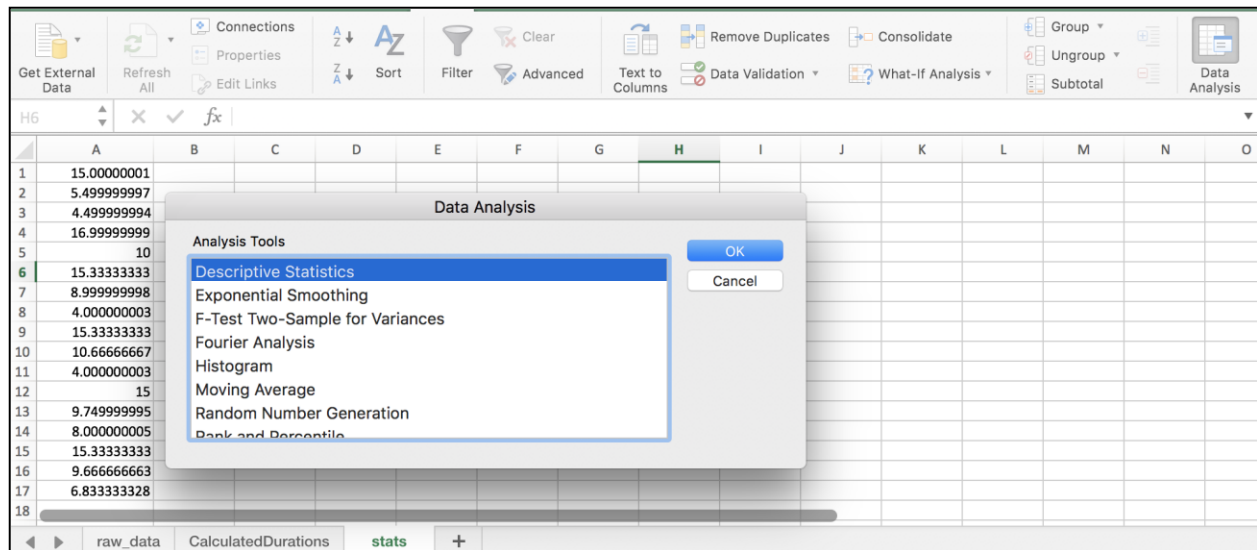 Connections
Properties
Edit Links
Get External Data
Refresh All
A Z
Z A
AZ
Sort
Filter
Clear
Advanced
Text to Columns
Remove Duplicates
Data Validation
Consolidate
What-If Analysis
Group
Ungroup
Subtotal
Data Analysis
H6
fx
A B C D E F G H I J K L M N O
1 15.00000001
2 5.499999997
3 4.499999994
4 16.99999999
5 10
6 15.33333333
7 8.999999998
8 4.000000003
9 15.33333333
10 10.66666667
11 4.000000003
12 15
13 9.749999995
14 8.000000005
15 15.33333333
16 9.666666663
17 6.833333328
18
Data Analysis
Analysis Tools
Descriptive Statistics
Exponential Smoothing
F-Test Two-Sample for Variances
Fourier Analysis
Histogram
Moving Average
Random Number Generation
Rank and Percentile
OK
Cancel
raw_data CalculatedDurations stats +